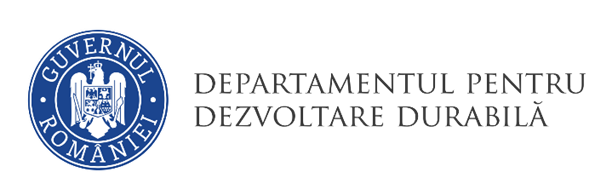 GUVERNUL
ROMÂNIEI
DEPARTAMENTUL PENTRU
DEZVOLTARE DURABILĂ